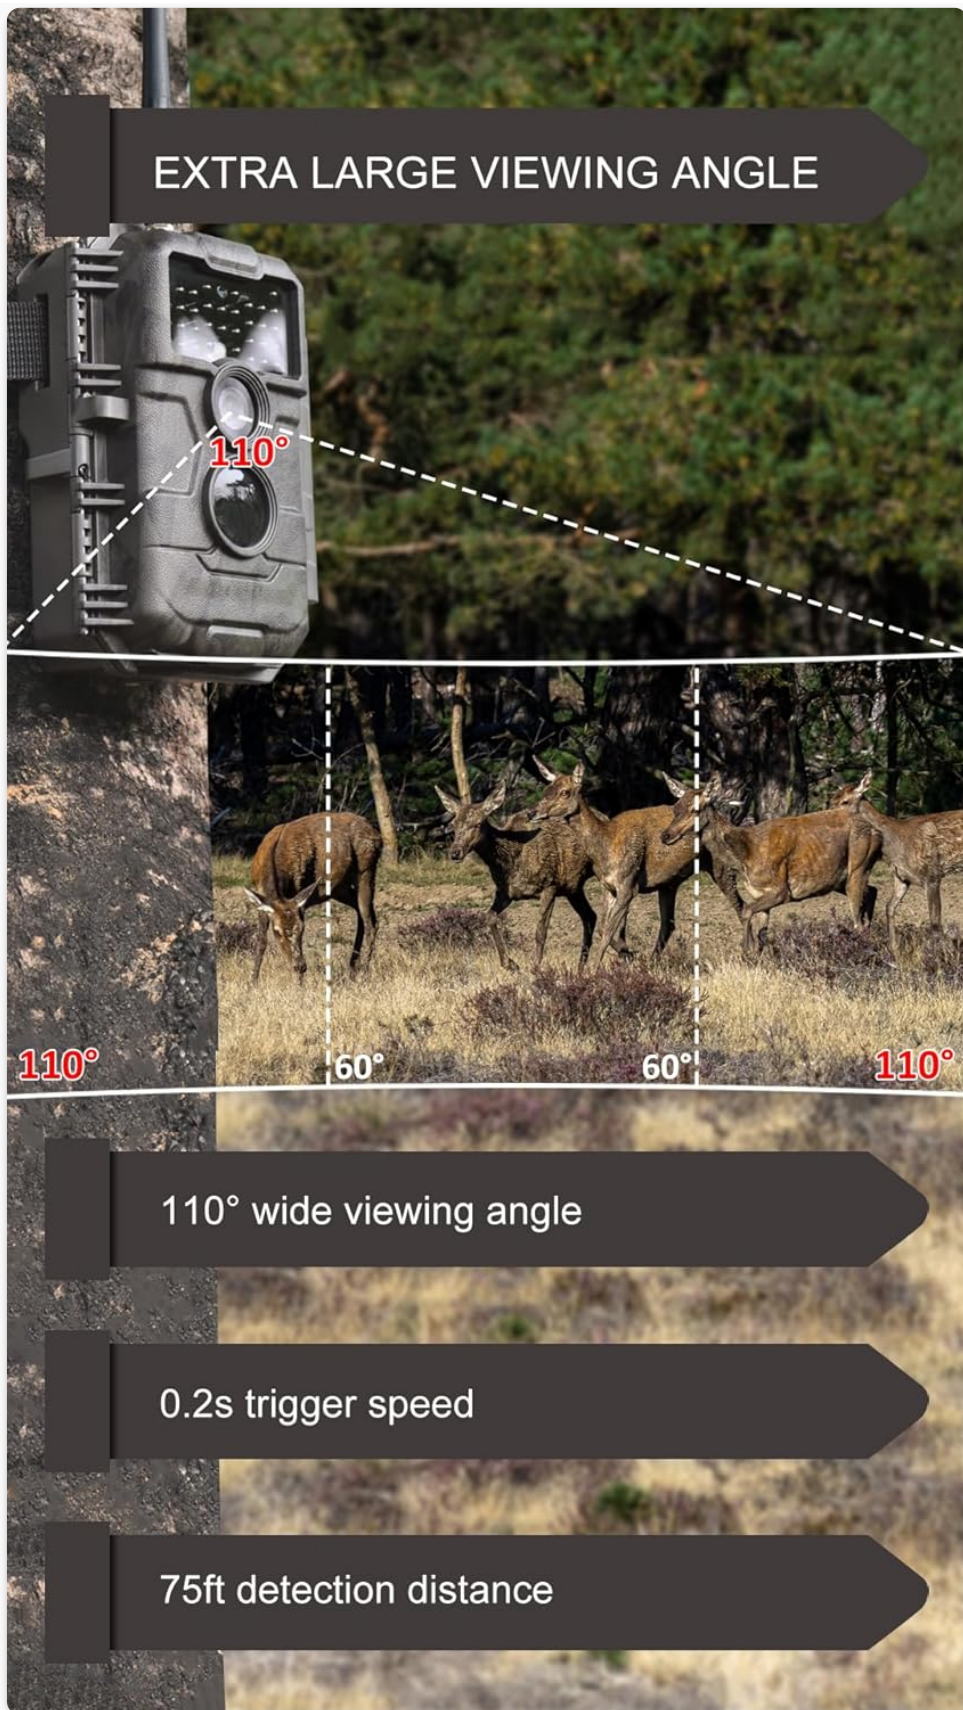 EXTRA LARGE VIEWING ANGLE
110°
110°
60°
60°
110°
110° wide viewing angle
0.2s trigger speed
75ft detection distance